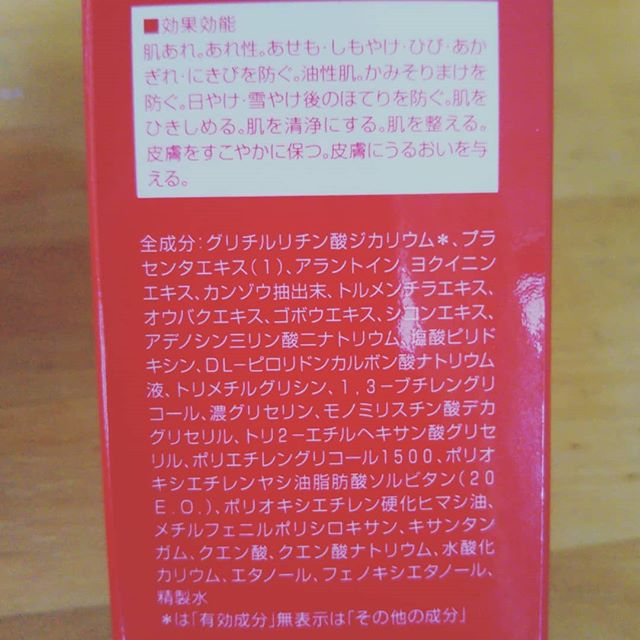 ■効果効能
肌あれ。あれ性。あせも・しもやけ・ひび・あか
ぎれ・にきびを防ぐ。油性肌。かみそりまけを
防ぐ。日やけ・雪やけ後のほてりを防ぐ。肌を
ひきしめる。肌を清浄にする。肌を整える。
皮膚をすこやかに保つ。皮膚にうるおいを与
える。
全成分：グリチルリチン酸ジカリウム＊、プラ
センタエキス(1)、アラントイン、ヨクイニン
エキス、カンゾウ抽出末、トルメンチラエキス、
オウバクエキス、ゴボウエキス、シコンエキス、
アデノシン三リン酸二ナトリウム、塩酸ピリド
キシン、DL−ピロリドンカルボン酸ナトリウム
液、トリメチルグリシン、1,3−ブチレングリ
コール、濃グリセリン、モノミリスチン酸デカ
グリセリル、トリ2−エチルヘキサン酸グリセ
リル、ポリエチレングリコール1500、ポリオ
キシエチレンヤシ油脂肪酸ソルビタン(20
E.O.)、ポリオキシエチレン硬化ヒマシ油、
メチルフェニルポリシロキサン、キサンタン
ガム、クエン酸、クエン酸ナトリウム、水酸化
カリウム、エタノール、フェノキシエタノール、
精製水
＊は「有効成分」無表示は「その他の成分」